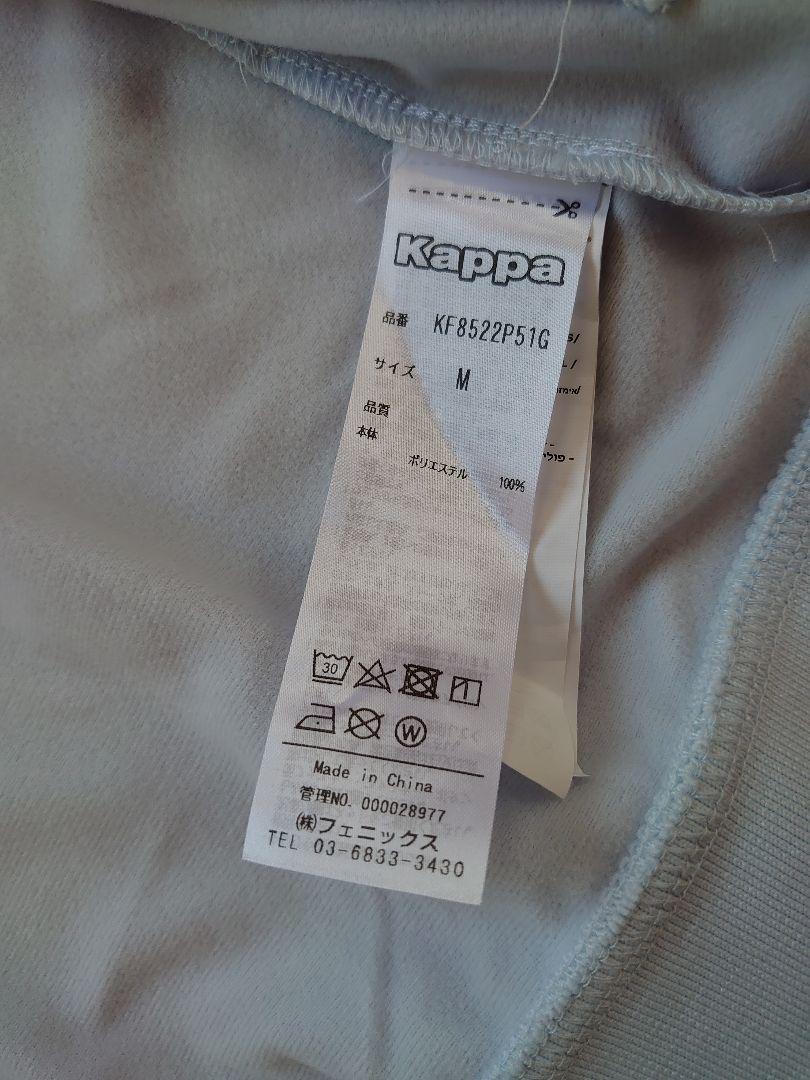 Kappa
品番 KF8522P51G
サイズ M
品質
本体
ポリエステル 100%
30
W
Made in China
管理NO. 000028977
(株)フェニックス
TEL 03-6833-3430